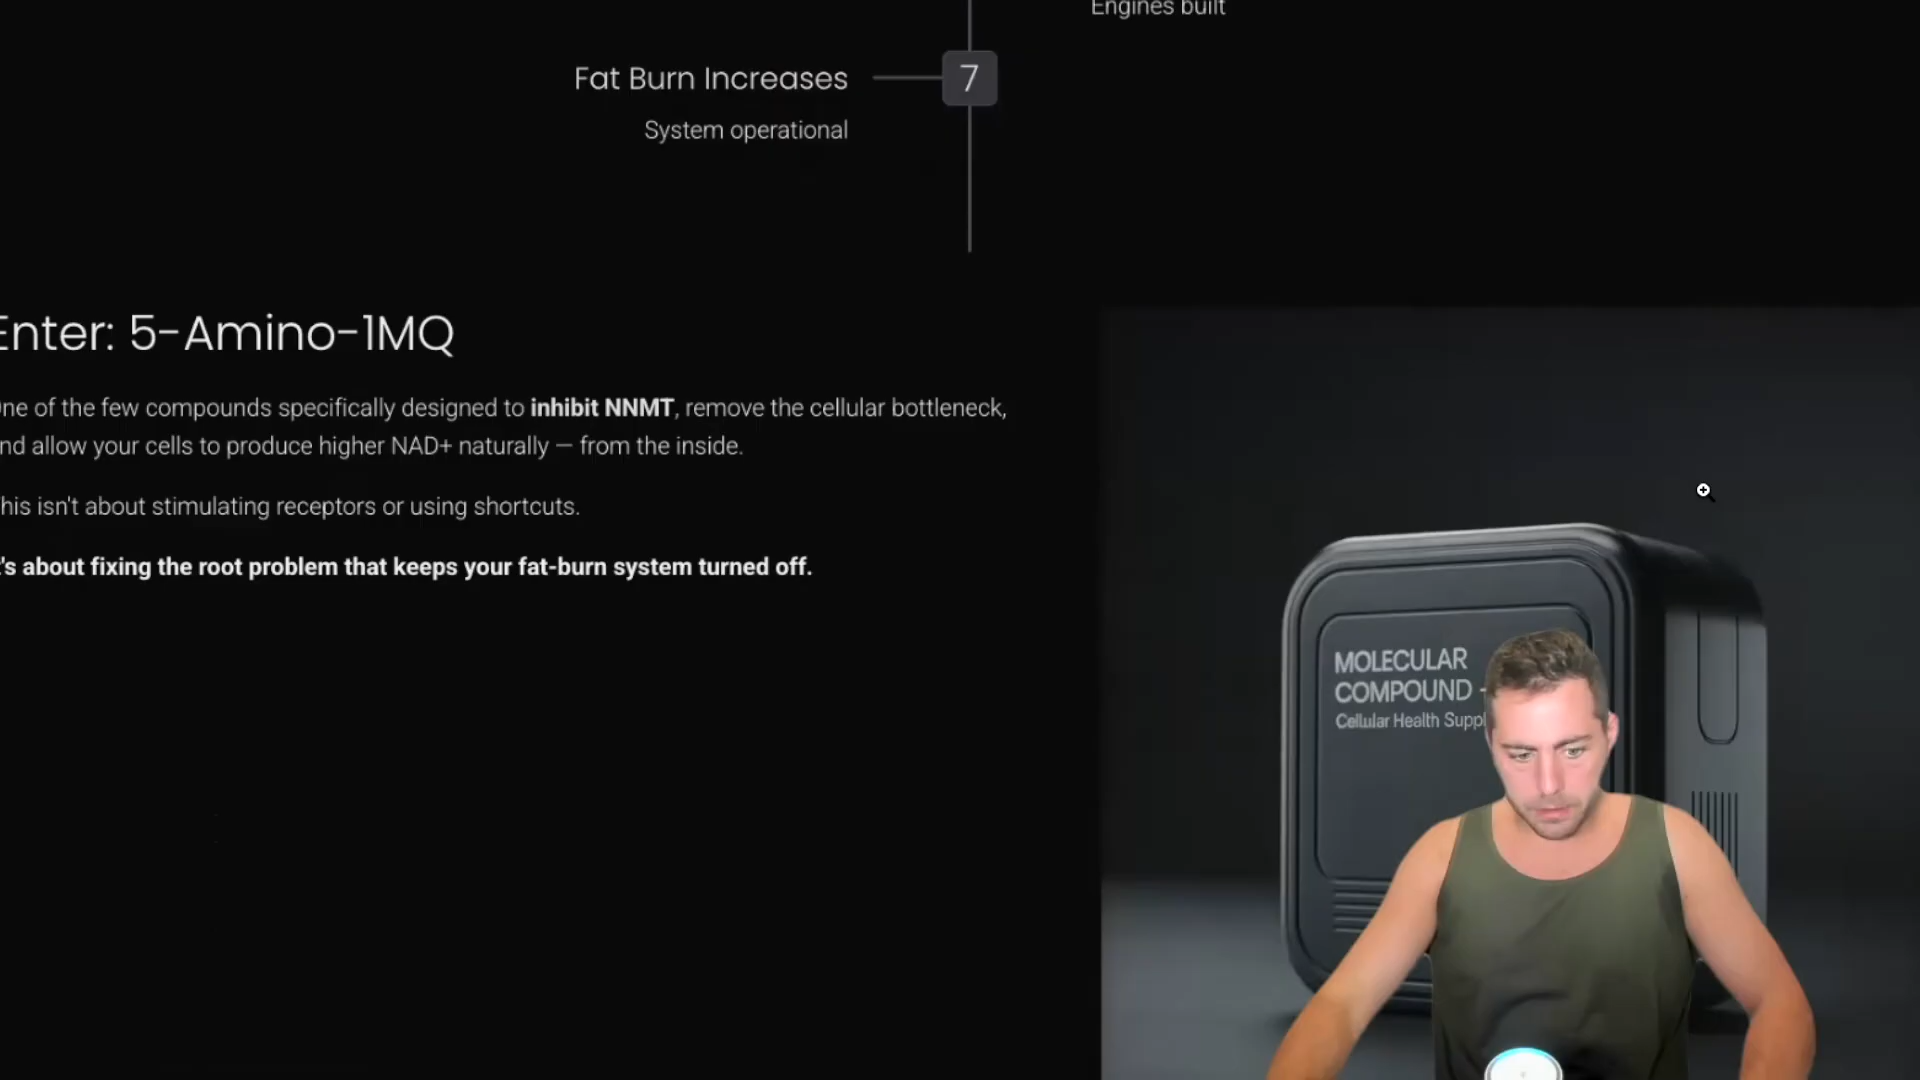 Engines built
Fat Burn Increases
7
System operational
Enter: 5-Amino-1MQ
ne of the few compounds specifically designed to inhibit NNMT, remove the cellular bottleneck,
nd allow your cells to produce higher NAD+ naturally — from the inside.
his isn't about stimulating receptors or using shortcuts.
's about fixing the root problem that keeps your fat-burn system turned off.
MOLECULAR
COMPOUND -
Cellular Health Suppl